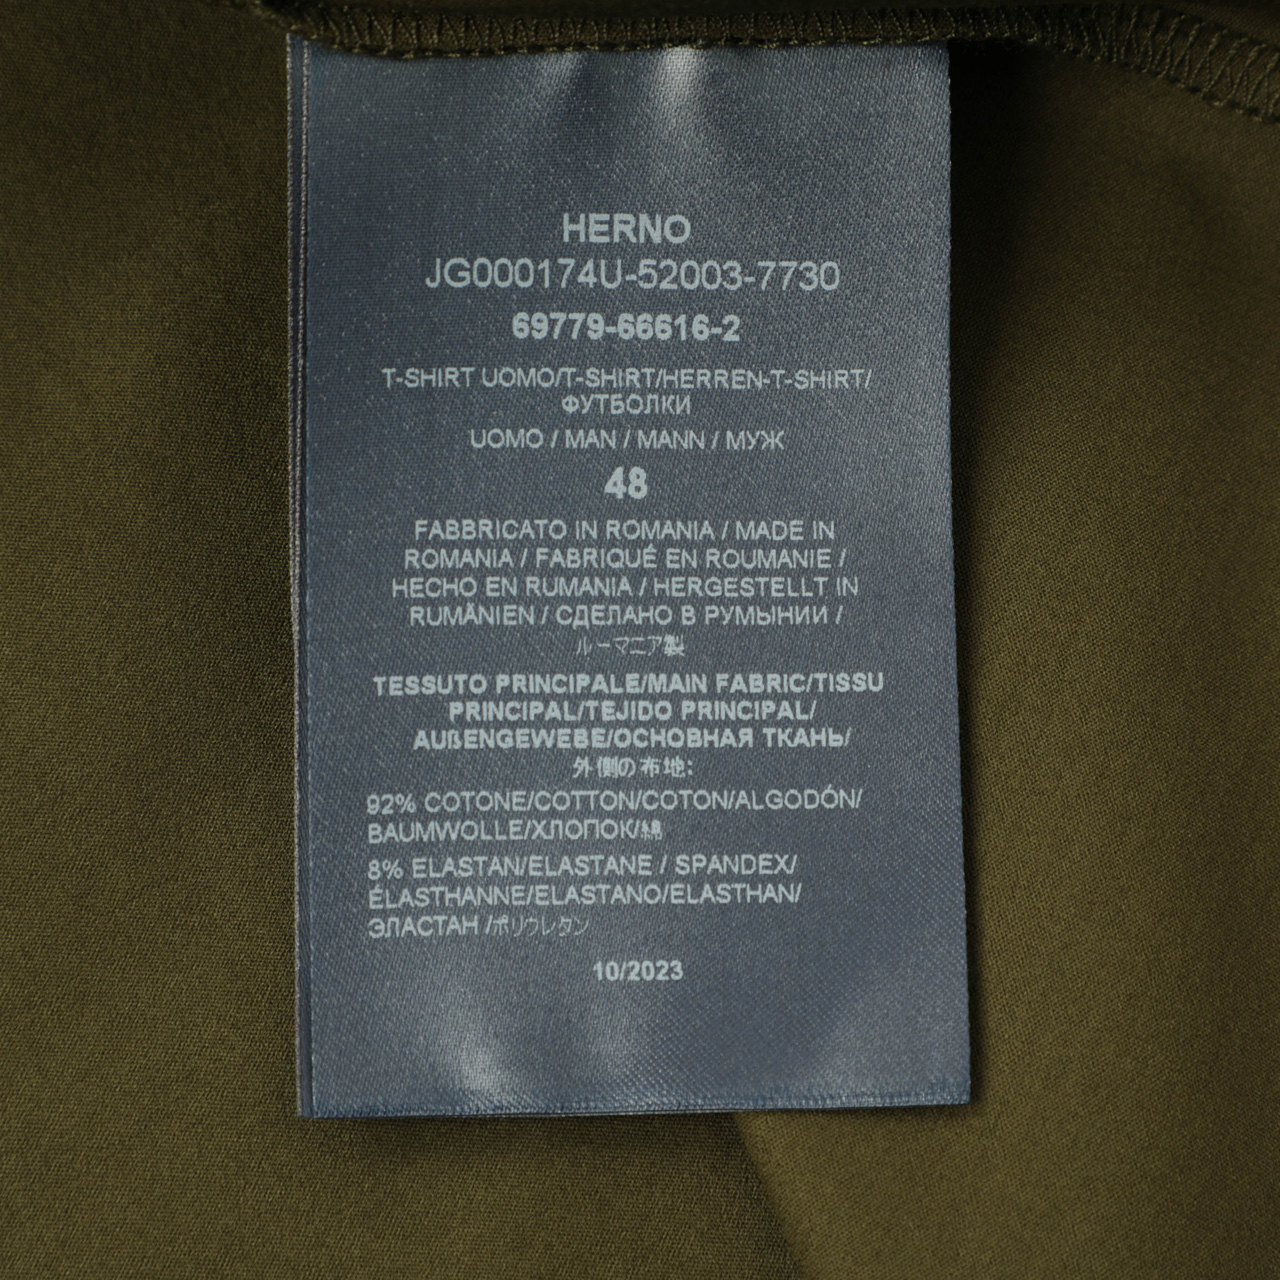 HERNO
JG000174U-52003-7730
69779-66616-2
T-SHIRT UOMO/T-SHIRT/HERREN-T-SHIRT/
ФУТБОЛКИ
UOMO / MAN / MANN / МУЖ
48
FABBRICATO IN ROMANIA / MADE IN
ROMANIA / FABRIQUÉ EN ROUMANIE /
HECHO EN RUMANIA / HERGESTELLT IN
RUMÄNIEN / СДЕЛАНО В РУМЫНИИ /
ルーマニア製
TESSUTO PRINCIPALE/MAIN FABRIC/TISSU
PRINCIPAL/TEJIDO PRINCIPAL/
AUßENGEWEBE/ОСНОВНАЯ ТКАНЬ/
外側の布地:
92% COTONE/COTTON/COTON/ALGODÓN/
BAUMWOLLE/ХЛОПОК/綿
8% ELASTAN/ELASTANE / SPANDEX/
ÉLASTHANNE/ELASTANO/ELASTHAN/
ЭЛАСТАН /ポリウレタン
10/2023